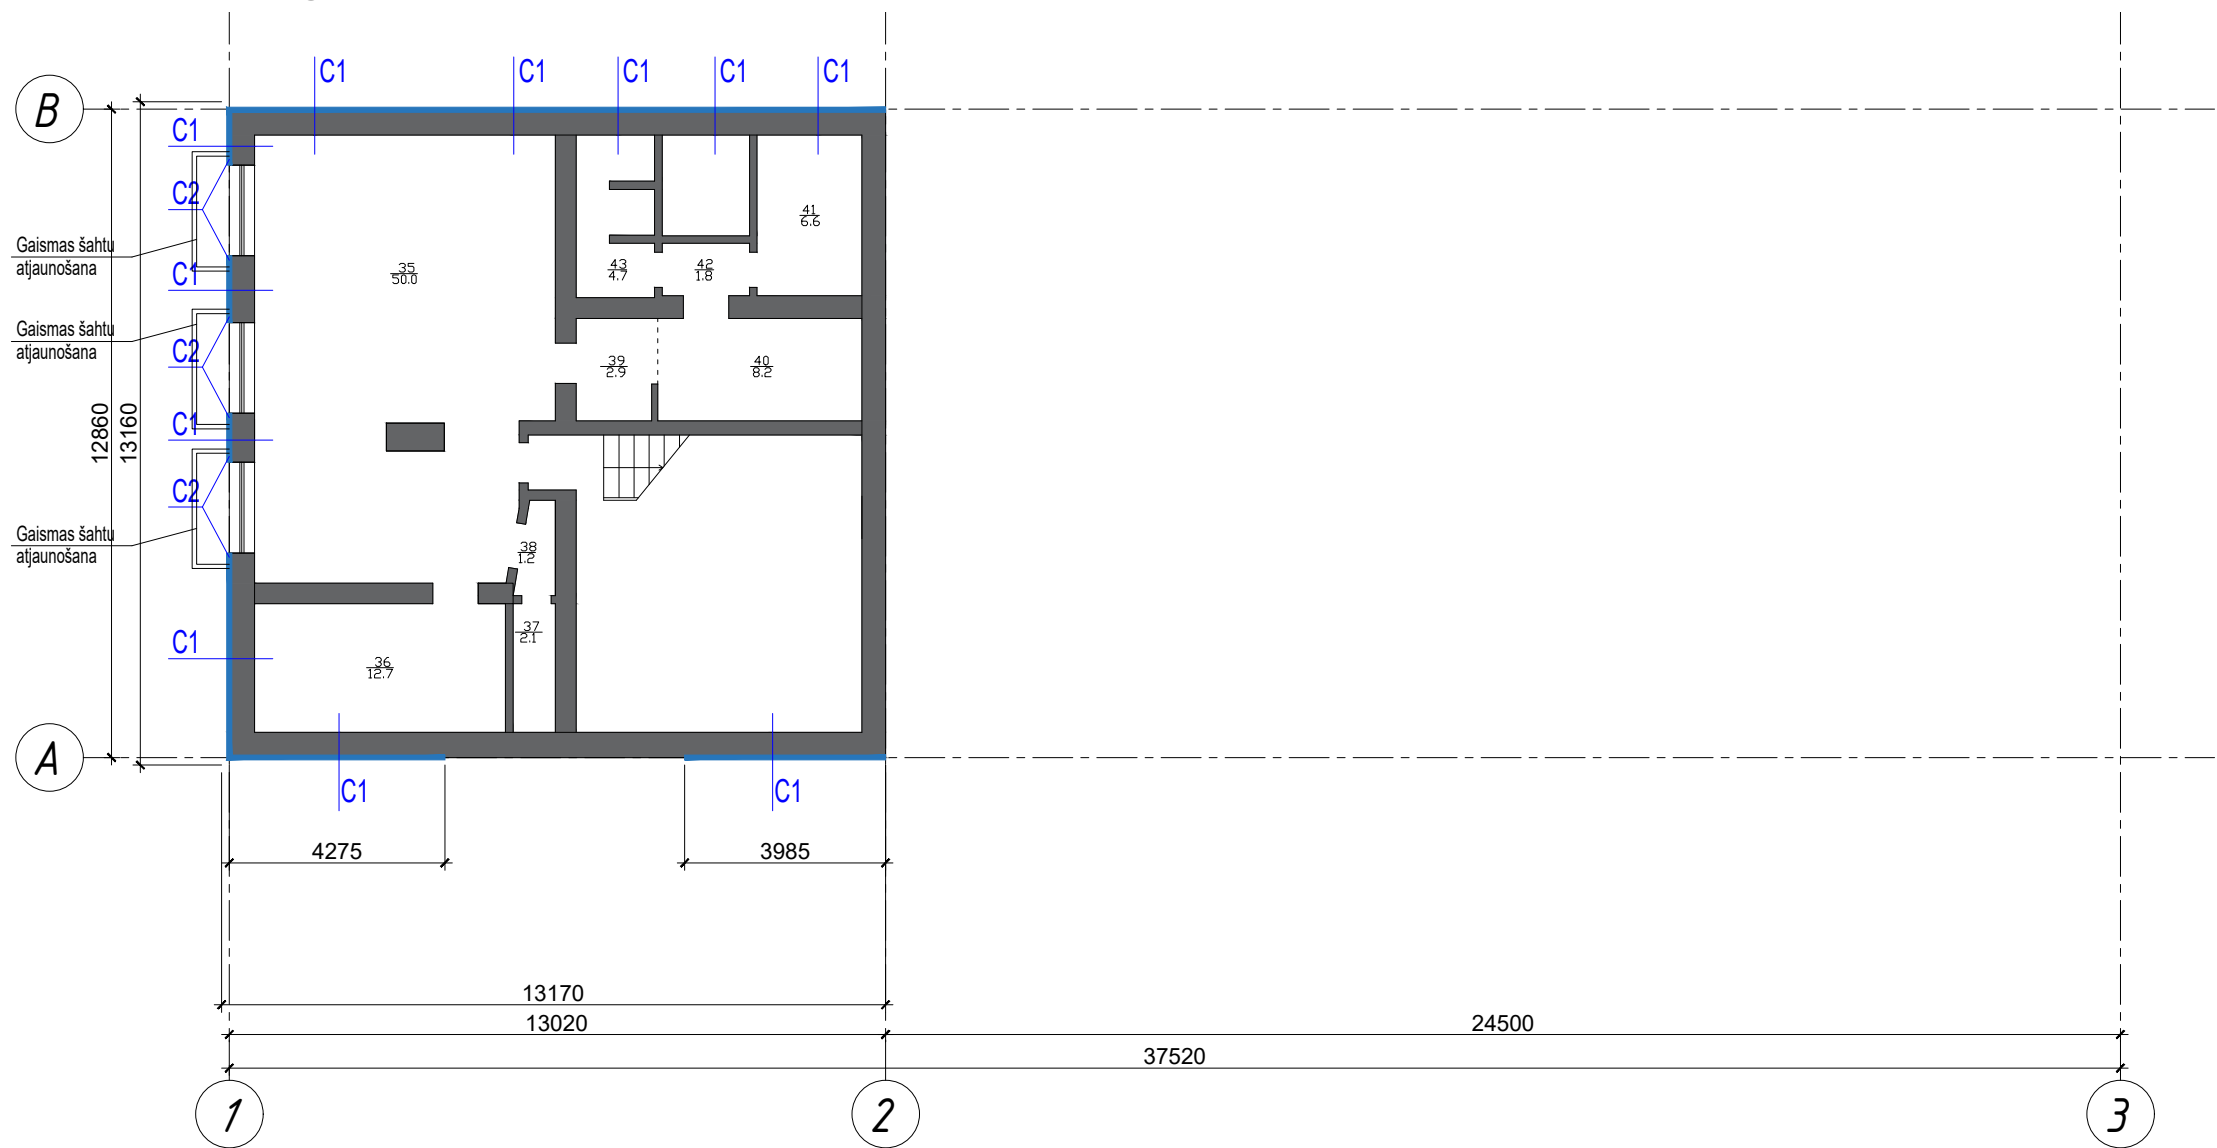 C1
C1
C1
C1
C1
B
C1
C2
Gaismas šahtu
atjaunošana
C1
Gaismas šahtu
atjaunošana
C2
C1
12860
13160
C2
Gaismas šahtu
atjaunošana
C1
A
35
50.0
43
4.7
42
1.8
41
6.6
39
2.9
40
8.2
38
1.2
37
2.1
36
12.7
C1
C1
4275
3985
13170
13020
24500
37520
1
2
3